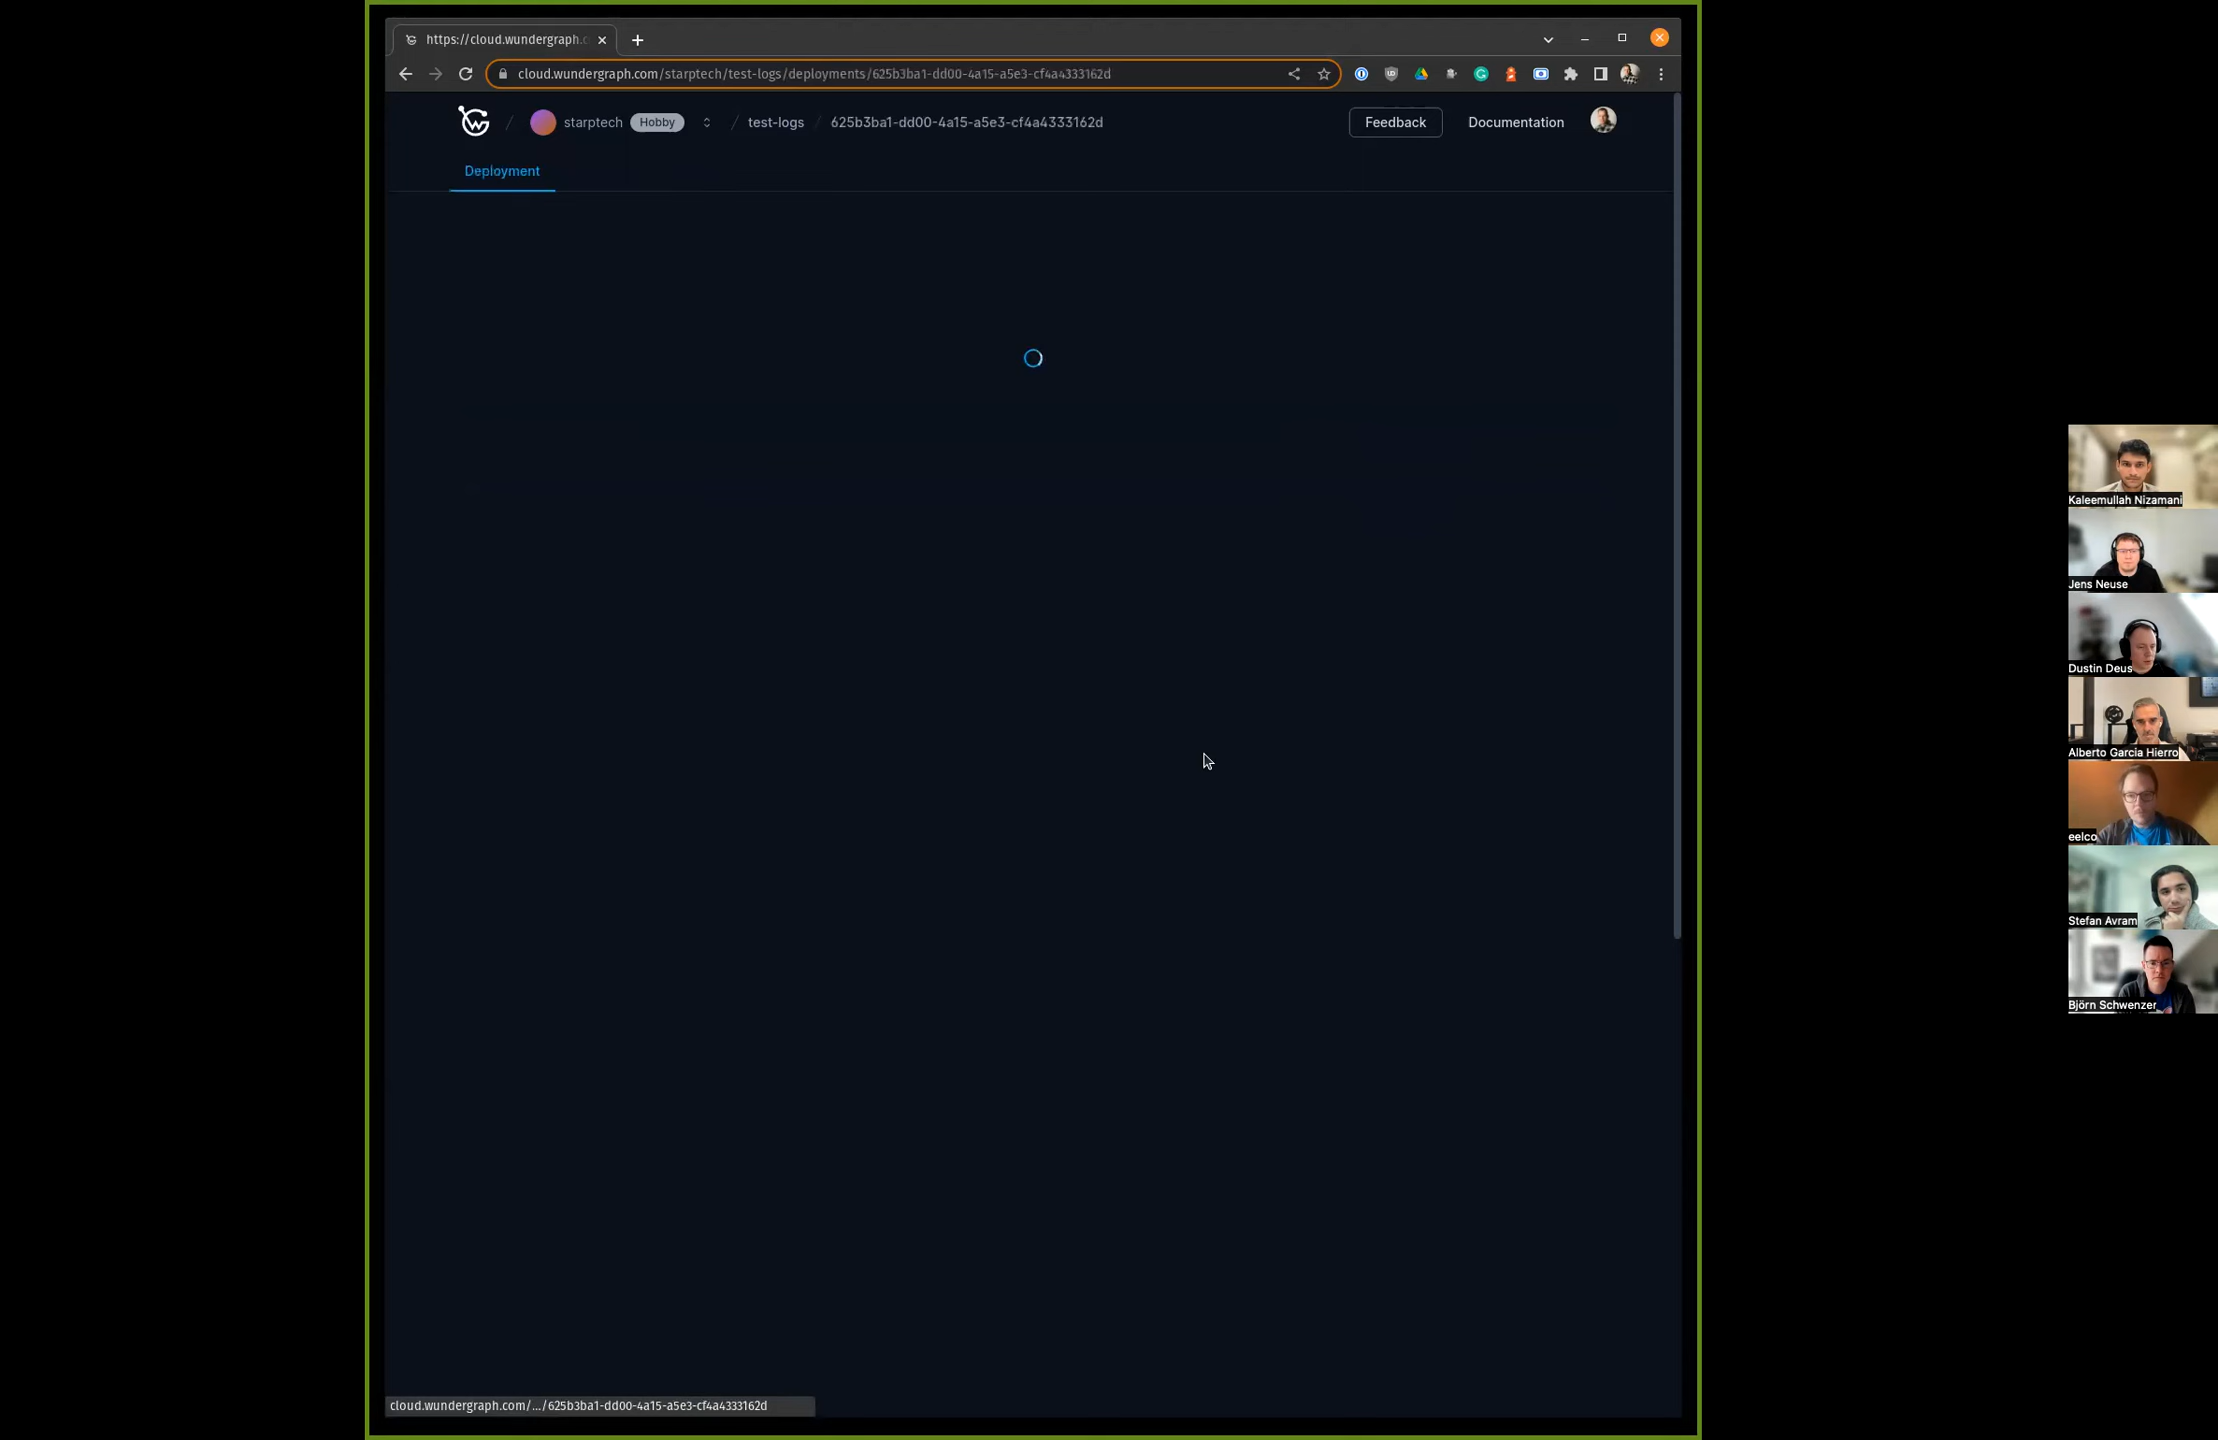 https://cloud.wundergraph.c
cloud.wundergraph.com/starptech/test-logs/deployments/625b3ba1-dd00-4a15-a5e3-cf4a4333162d
/ starptech Hobby / test-logs / 625b3ba1-dd00-4a15-a5e3-cf4a4333162d Feedback Documentation
Deployment
Kaleemullah Nizamani
Jens Neuse
Dustin Deus
Alberto Garcia Hierro
eelco
Stefan Avram
Björn Schwenzer
cloud.wundergraph.com/.../625b3ba1-dd00-4a15-a5e3-cf4a4333162d